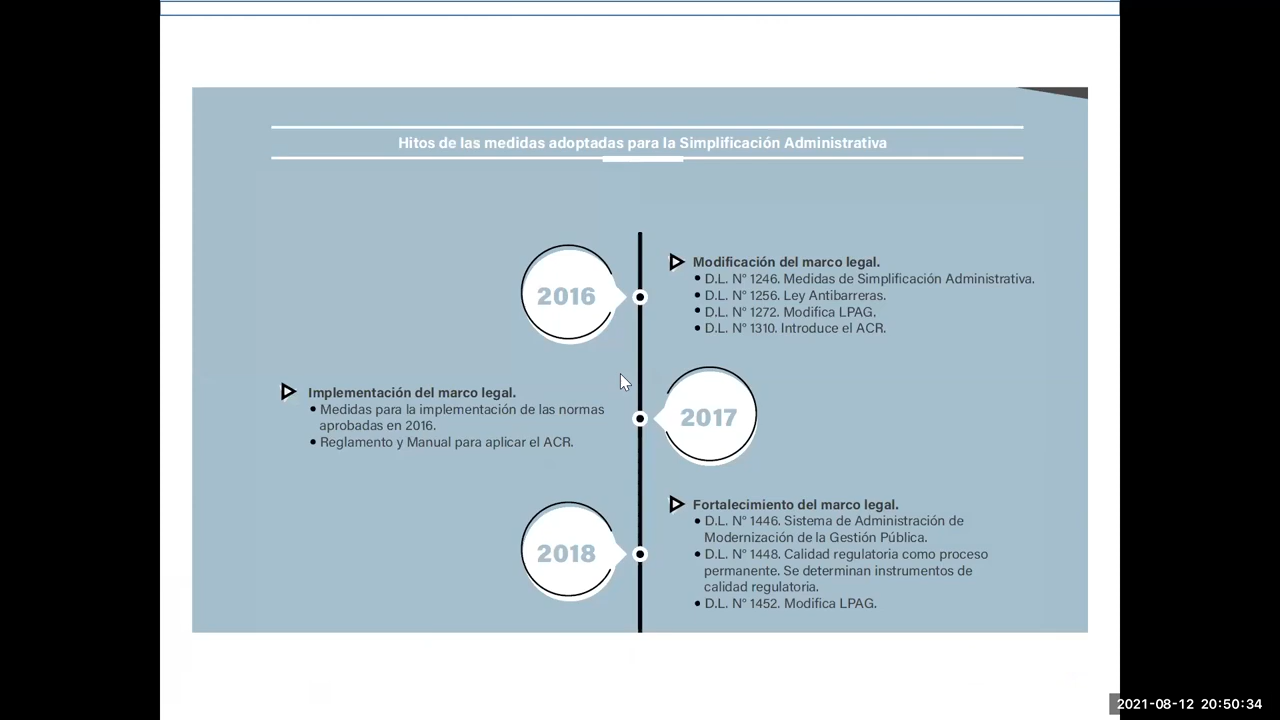 Hitos de las medidas adoptadas para la Simplificación Administrativa
2016
Modificación del marco legal.
• D.L. N° 1246. Medidas de Simplificación Administrativa.
• D.L. N° 1256. Ley Antibarreras.
• D.L. N° 1272. Modifica LPAG.
• D.L. N° 1310. Introduce el ACR.
2017
Implementación del marco legal.
• Medidas para la implementación de las normas
aprobadas en 2016.
• Reglamento y Manual para aplicar el ACR.
2018
Fortalecimiento del marco legal.
• D.L. N° 1446. Sistema de Administración de
Modernización de la Gestión Pública.
• D.L. N° 1448. Calidad regulatoria como proceso
permanente. Se determinan instrumentos de
calidad regulatoria.
• D.L. N° 1452. Modifica LPAG.
2021-08-12 20:50:34